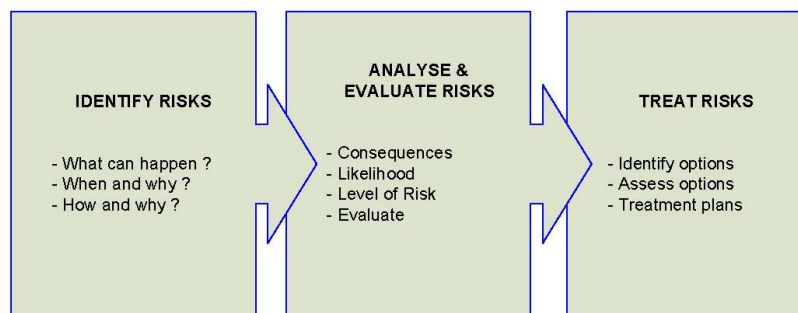 IDENTIFY RISKS
- What can happen ?
- When and why ?
- How and why ?
ANALYSE &
EVALUATE RISKS
- Consequences
- Likelihood
- Level of Risk
- Evaluate
TREAT RISKS
- Identify options
- Assess options
- Treatment plans